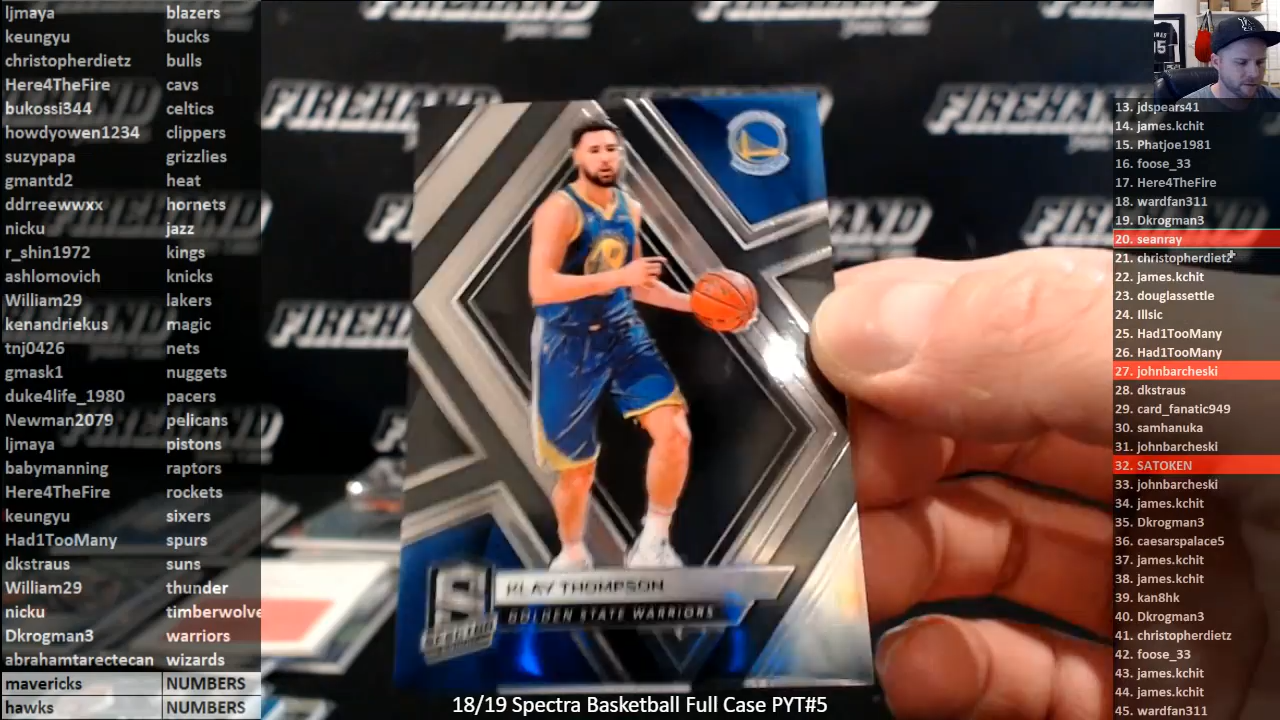 ljmaya blazers
keungyu bucks
christopherdietz bulls
Here4TheFire cavs
bukossi344 celtics
howdyowen1234 clippers
suzypapa grizzlies
gmantd2 heat
ddrreewwxx hornets
nicku jazz
r_shin1972 kings
ashlomovich knicks
William29 lakers
kenandriekus magic
tnj0426 nets
gmask1 nuggets
duke4life_1980 pacers
Newman2079 pelicans
ljmaya pistons
babymanning raptors
Here4TheFire rockets
keungyu sixers
Had1TooMany spurs
dkstraus suns
William29 thunder
nicku timberwolve
Dkrogman3 warriors
abrahamtarectecan wizards
mavericks NUMBERS
hawks NUMBERS
FIREHAND
FIREHAND
FIREHAND
FIREHAND
KLAY THOMPSON
GOLDEN STATE WARRIORS
SPECTRA
18/19 Spectra Basketball Full Case PYT#5
13. jdspears41
14. james.kchit
15. Phatjoe1981
16. foose_33
17. Here4TheFire
18. wardfan311
19. Dkrogman3
20. seanray
21. christopherdietz
22. james.kchit
23. douglassettle
24. Illsic
25. Had1TooMany
26. Had1TooMany
27. johnbarcheski
28. dkstraus
29. card_fanatic949
30. samhanuka
31. johnbarcheski
32. SATOKEN
33. johnbarcheski
34. james.kchit
35. Dkrogman3
36. caesarspalace5
37. james.kchit
38. james.kchit
39. kan8hk
40. Dkrogman3
41. christopherdietz
42. foose_33
43. james.kchit
44. james.kchit
45. wardfan311